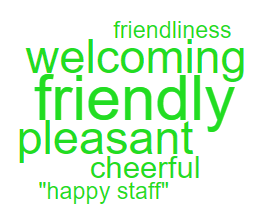 friendliness
welcoming
friendly
pleasant
cheerful
"happy staff"